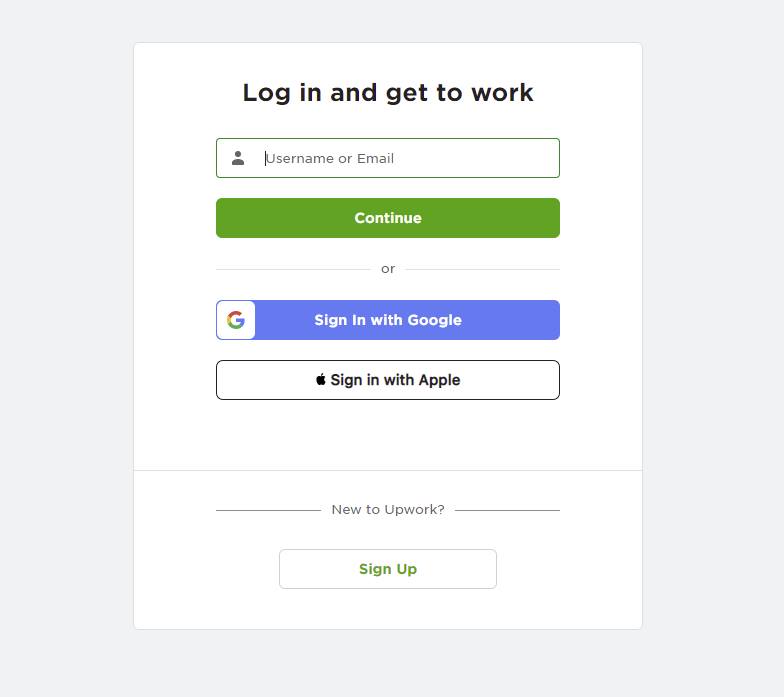 Log in and get to work
Username or Email
Continue
or
Sign In with Google
Sign in with Apple
New to Upwork?
Sign Up